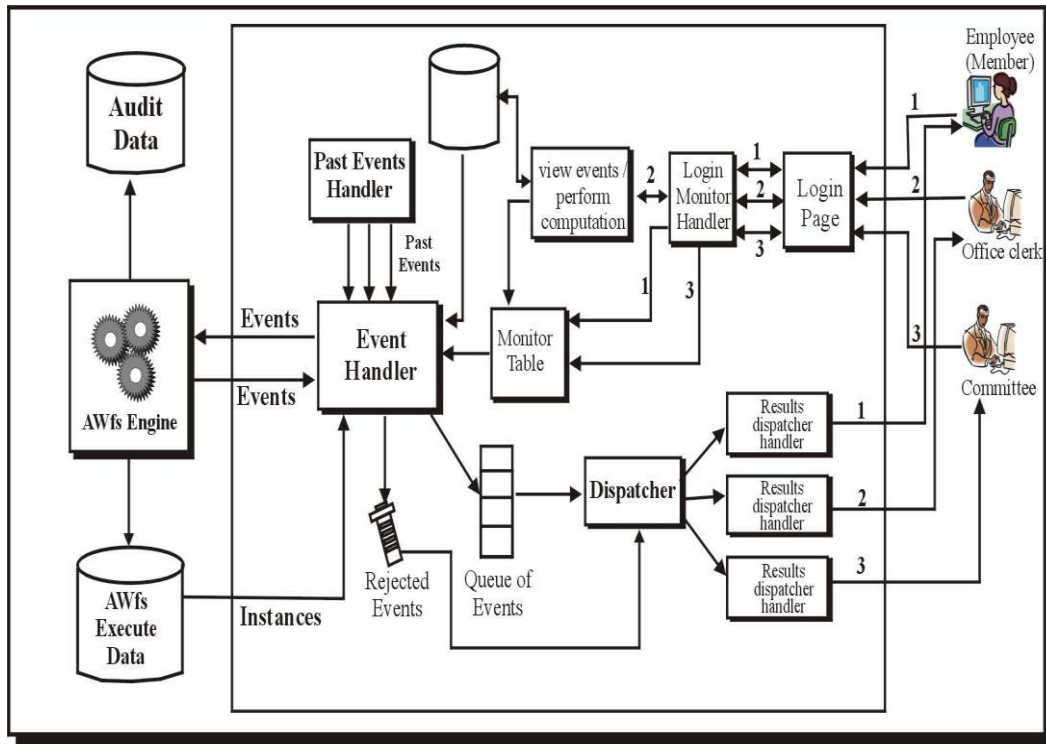 Employee
(Member)
1
Audit
Data
Past Events
Handler
view events /
perform
computation
2
Login
Monitor
Handler
1
2
3
Login
Page
2
Office clerk
Past
Events
1
3
3
Events
Event
Handler
Monitor
Table
Committee
Events
AWfs Engine
Results
dispatcher
handler
1
Dispatcher
Results
dispatcher
handler
2
Rejected
Events
Queue of
Events
Results
dispatcher
handler
3
AWfs
Execute
Data
Instances